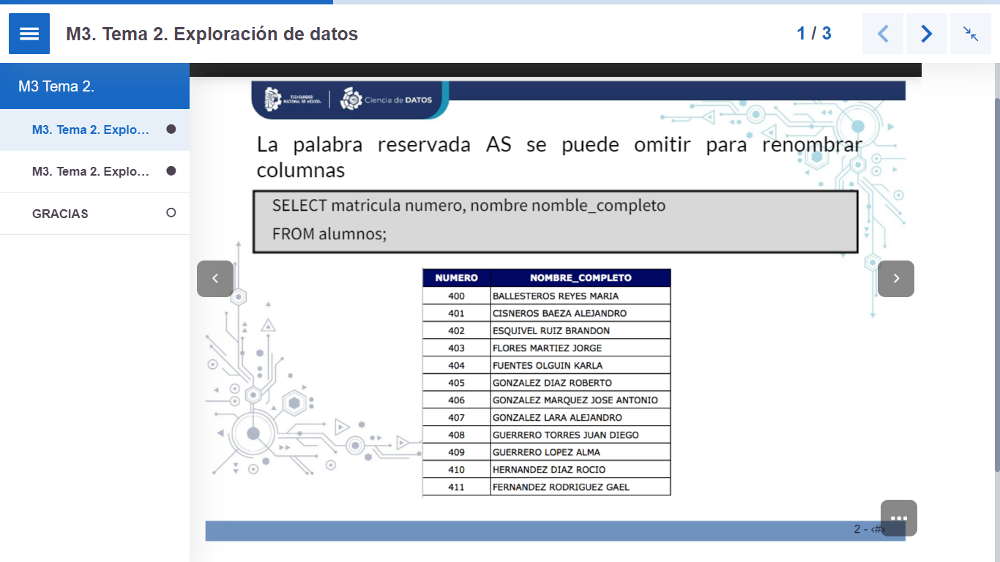 M3. Tema 2. Exploración de datos
1 / 3
M3 Tema 2.
M3. Tema 2. Explo...
M3. Tema 2. Explo...
GRACIAS
TECNOLÓGICO
NACIONAL DE MÉXICO®
Ciencia de DATOS
La palabra reservada AS se puede omitir para renombrar
columnas
SELECT matricula numero, nombre nomble_completo
FROM alumnos;
NUMERO NOMBRE_COMPLETO
400 BALLESTEROS REYES MARIA
401 CISNEROS BAEZA ALEJANDRO
402 ESQUIVEL RUIZ BRANDON
403 FLORES MARTIEZ JORGE
404 FUENTES OLGUIN KARLA
405 GONZALEZ DIAZ ROBERTO
406 GONZALEZ MARQUEZ JOSE ANTONIO
407 GONZALEZ LARA ALEJANDRO
408 GUERRERO TORRES JUAN DIEGO
409 GUERRERO LOPEZ ALMA
410 HERNANDEZ DIAZ ROCIO
411 FERNANDEZ RODRIGUEZ GAEL
2 - ‹#›